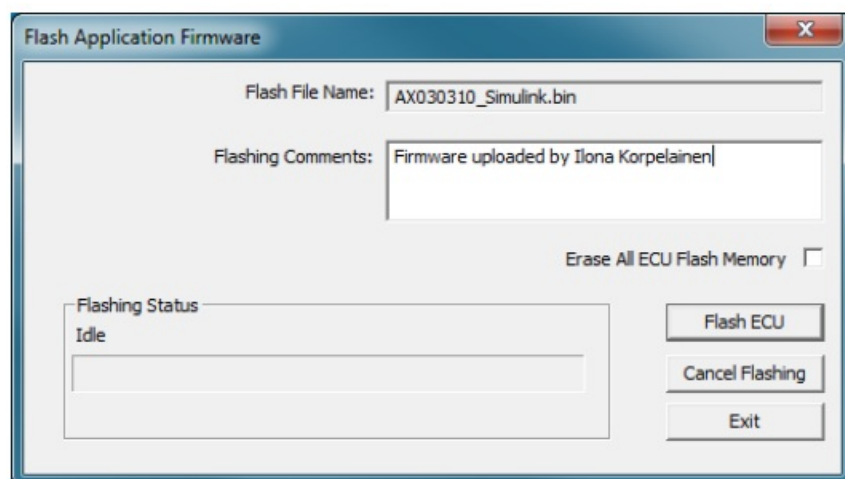 Flash Application Firmware
Flash File Name: AX030310_Simulink.bin
Flashing Comments: Firmware uploaded by Ilona Korpelainen
Erase All ECU Flash Memory
Flashing Status
Idle
Flash ECU
Cancel Flashing
Exit